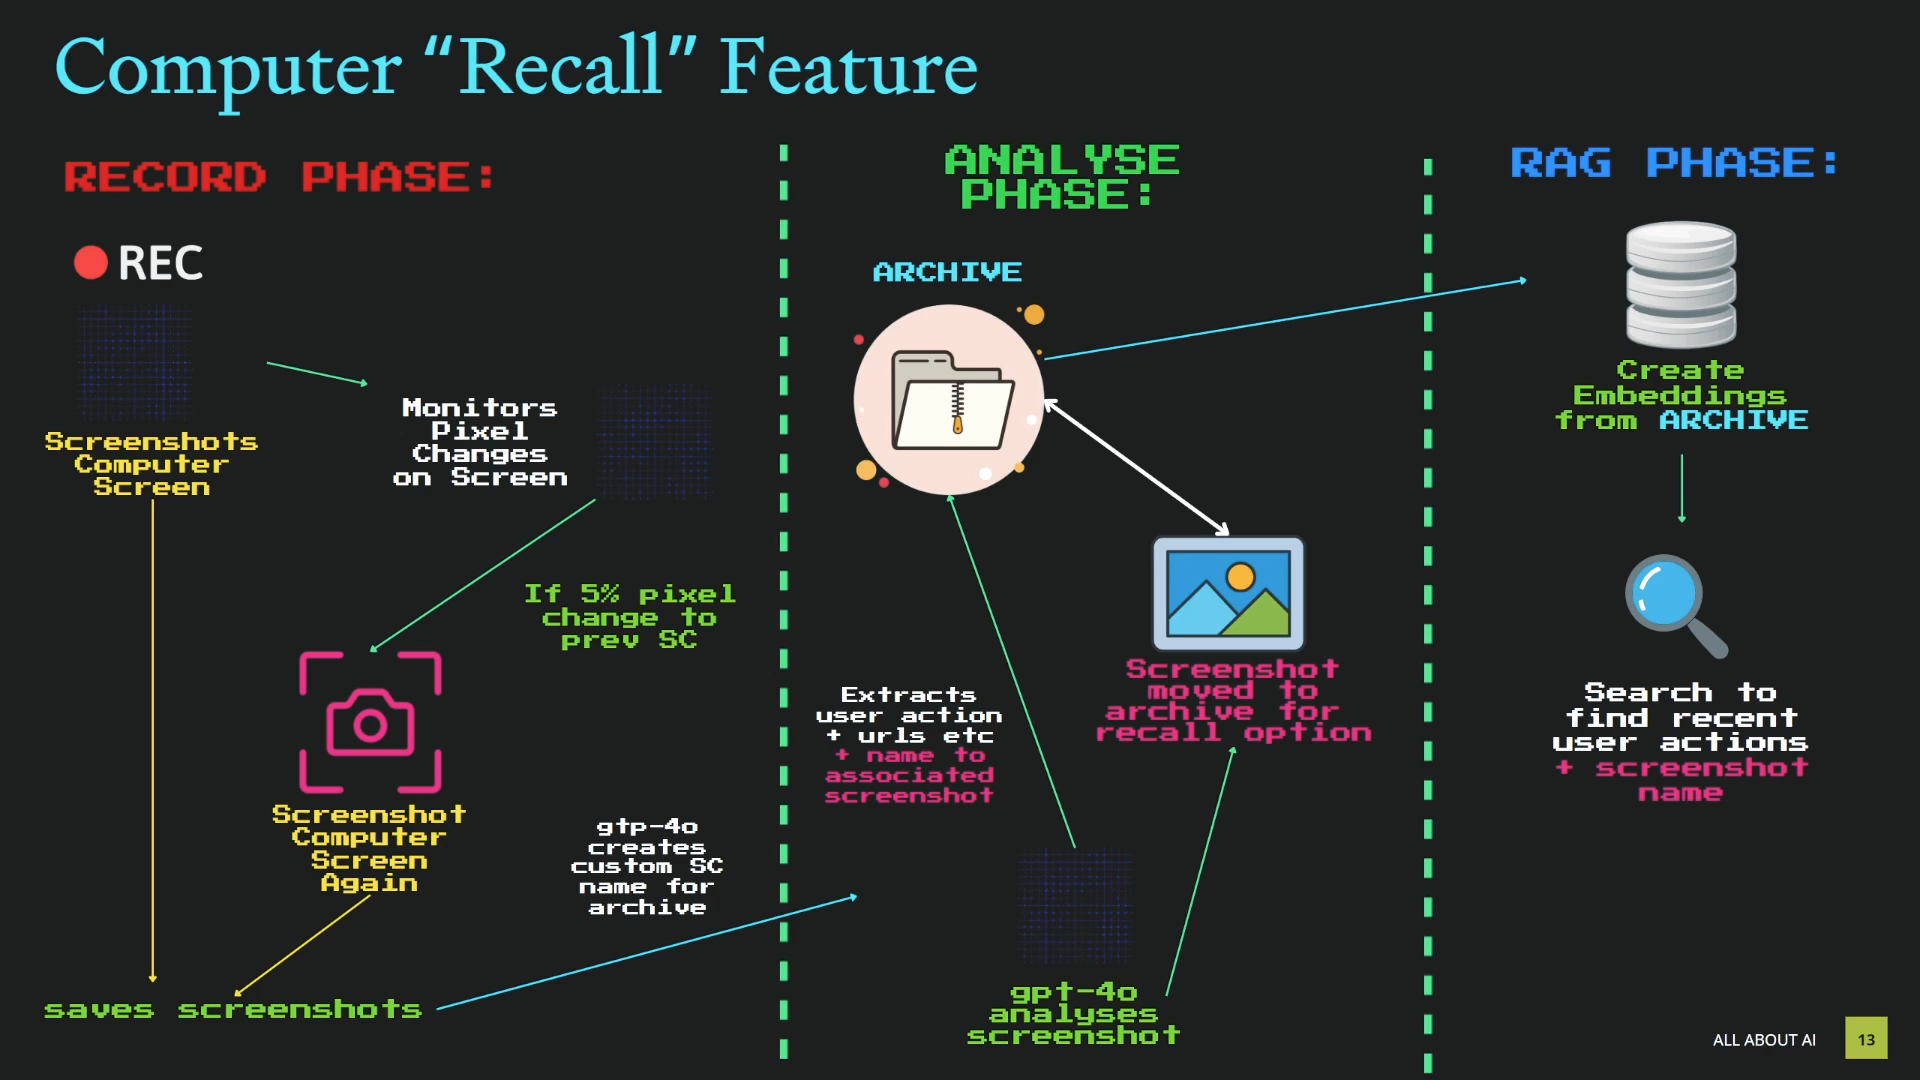 Computer “Recall” Feature
RECORD PHASE:
REC
Screenshots
Computer
Screen
Monitors
Pixel
Changes
on Screen
If 5% pixel
change to
prev SC
Screenshot
Computer
Screen
Again
saves screenshots
gtp-4o
creates
custom SC
name for
archive
ANALYSE
PHASE:
ARCHIVE
Extracts
user action
+ urls etc
+ name to
associated
screenshot
Screenshot
moved to
archive for
recall option
gpt-4o
analyses
screenshot
RAG PHASE:
Create
Embeddings
from ARCHIVE
Search to
find recent
user actions
+ screenshot
name
ALL ABOUT AI
13